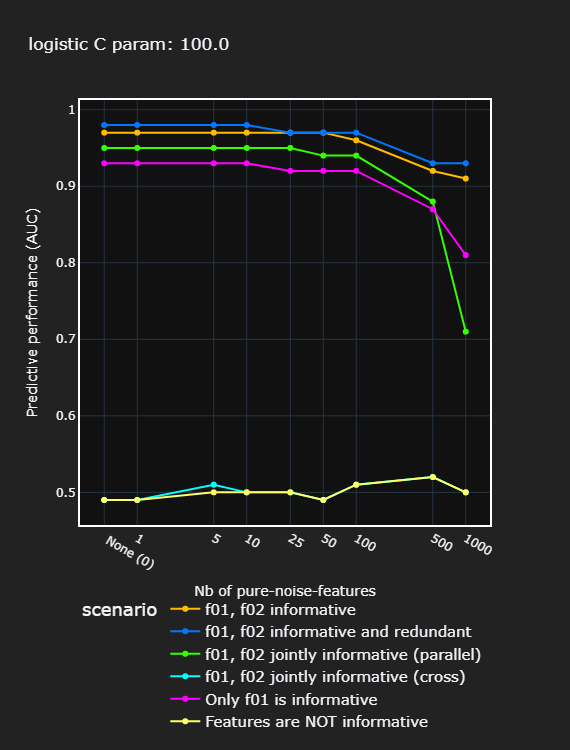 logistic C param: 100.0
Predictive performance (AUC)
1
0.9
0.8
0.7
0.6
0.5
None (0)
1
5
10
25
50
100
500
1000
Nb of pure-noise-features
scenario
f01, f02 informative
f01, f02 informative and redundant
f01, f02 jointly informative (parallel)
f01, f02 jointly informative (cross)
Only f01 is informative
Features are NOT informative